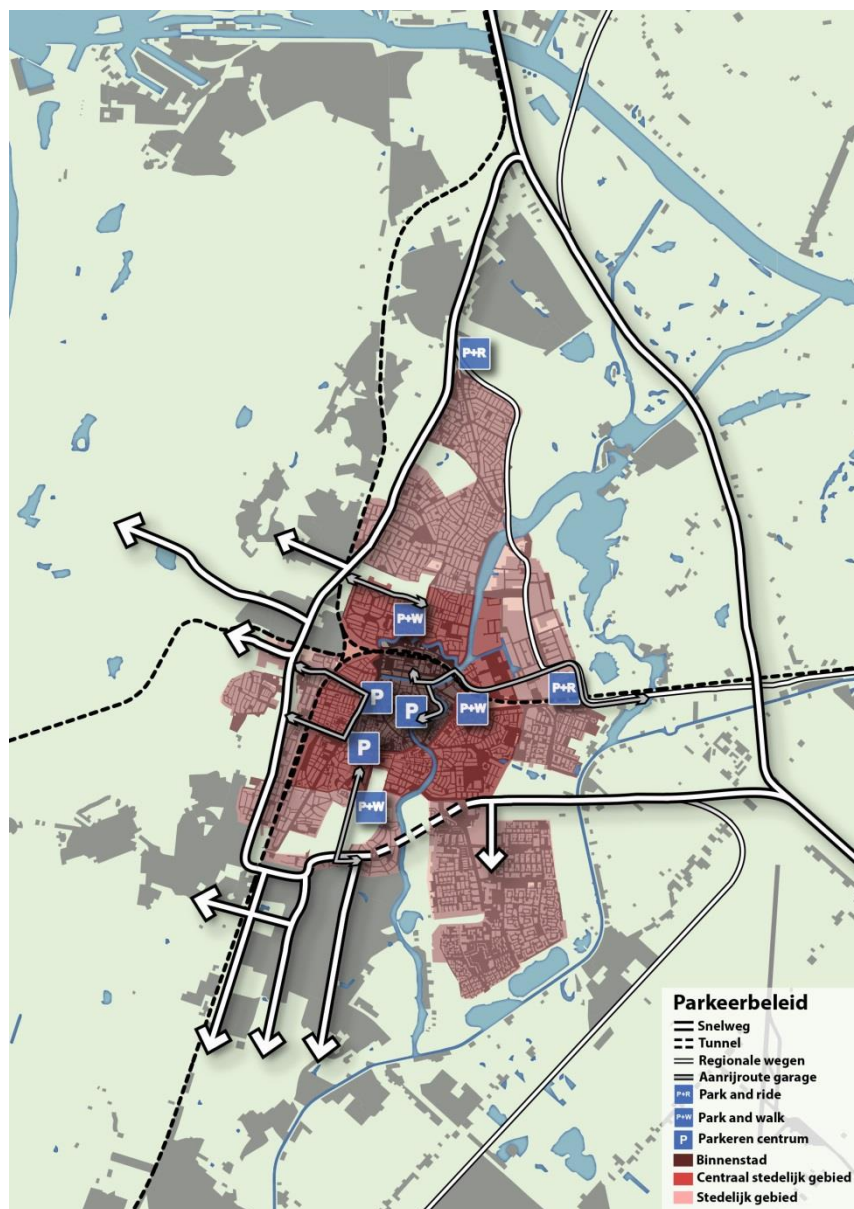 P+R
P+W
P+R
P
P
P+W
P
P+W
Parkeerbeleid
Snelweg
Tunnel
Regionale wegen
Aanrijroute garage
P+R Park and ride
P+W Park and walk
P Parkeren centrum
Binnenstad
Centraal stedelijk gebied
Stedelijk gebied